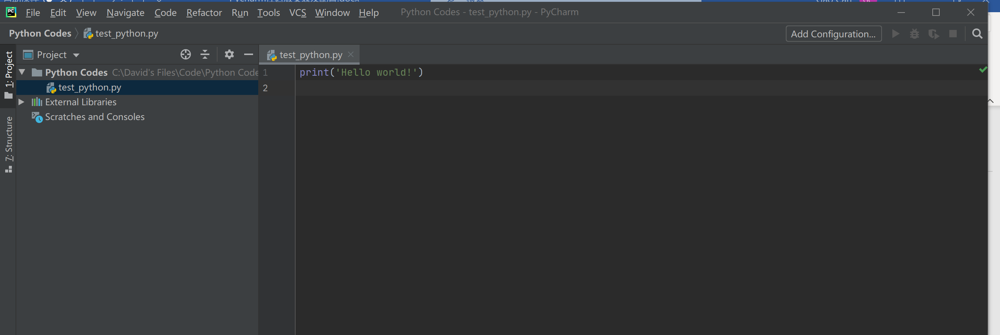 PC
File Edit View Navigate Code Refactor Run Tools VCS Window Help
Python Codes - test_python.py - PyCharm
Python Codes
test_python.py
Add Configuration...
1: Project
7: Structure
Project
Python Codes C:\David's Files\Code\Python Code
test_python.py
External Libraries
Scratches and Consoles
test_python.py
1 print('Hello world!')
2